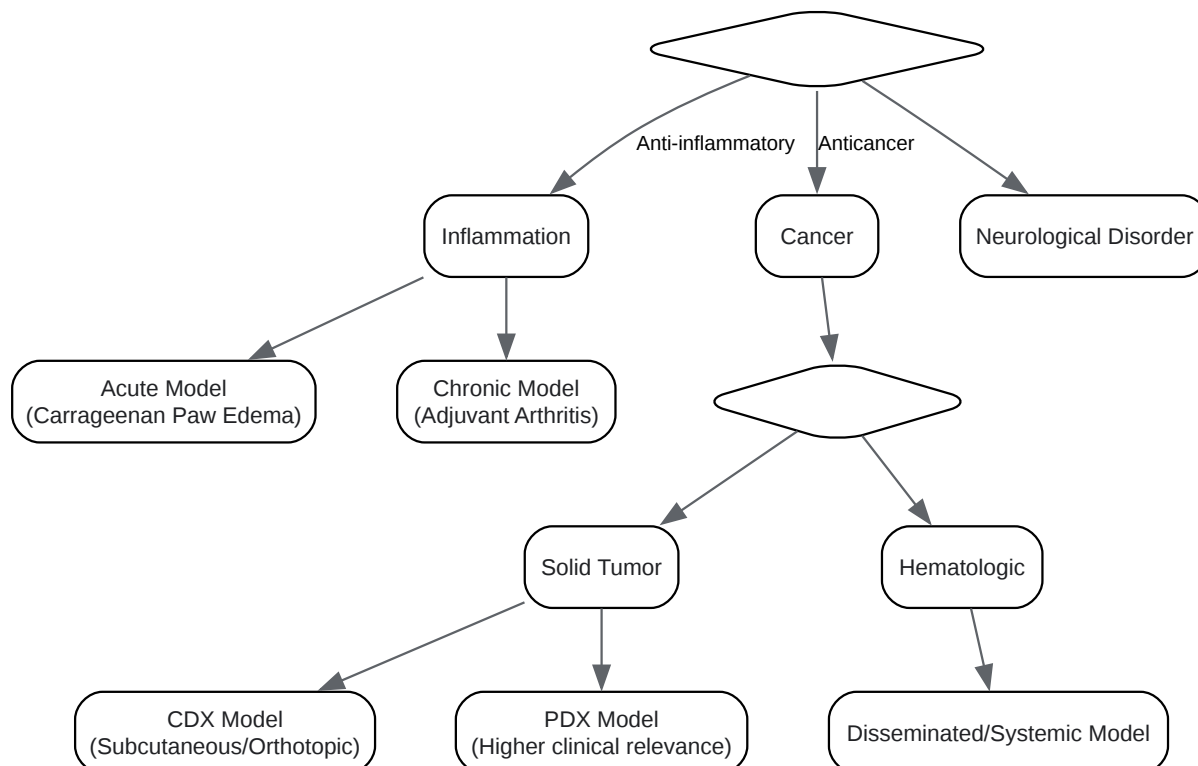 Anti-inflammatory
Anticancer
Inflammation
Cancer
Neurological Disorder
Acute Model
(Carrageenan Paw Edema)
Chronic Model
(Adjuvant Arthritis)
Solid Tumor
Hematologic
CDX Model
(Subcutaneous/Orthotopic)
PDX Model
(Higher clinical relevance)
Disseminated/Systemic Model